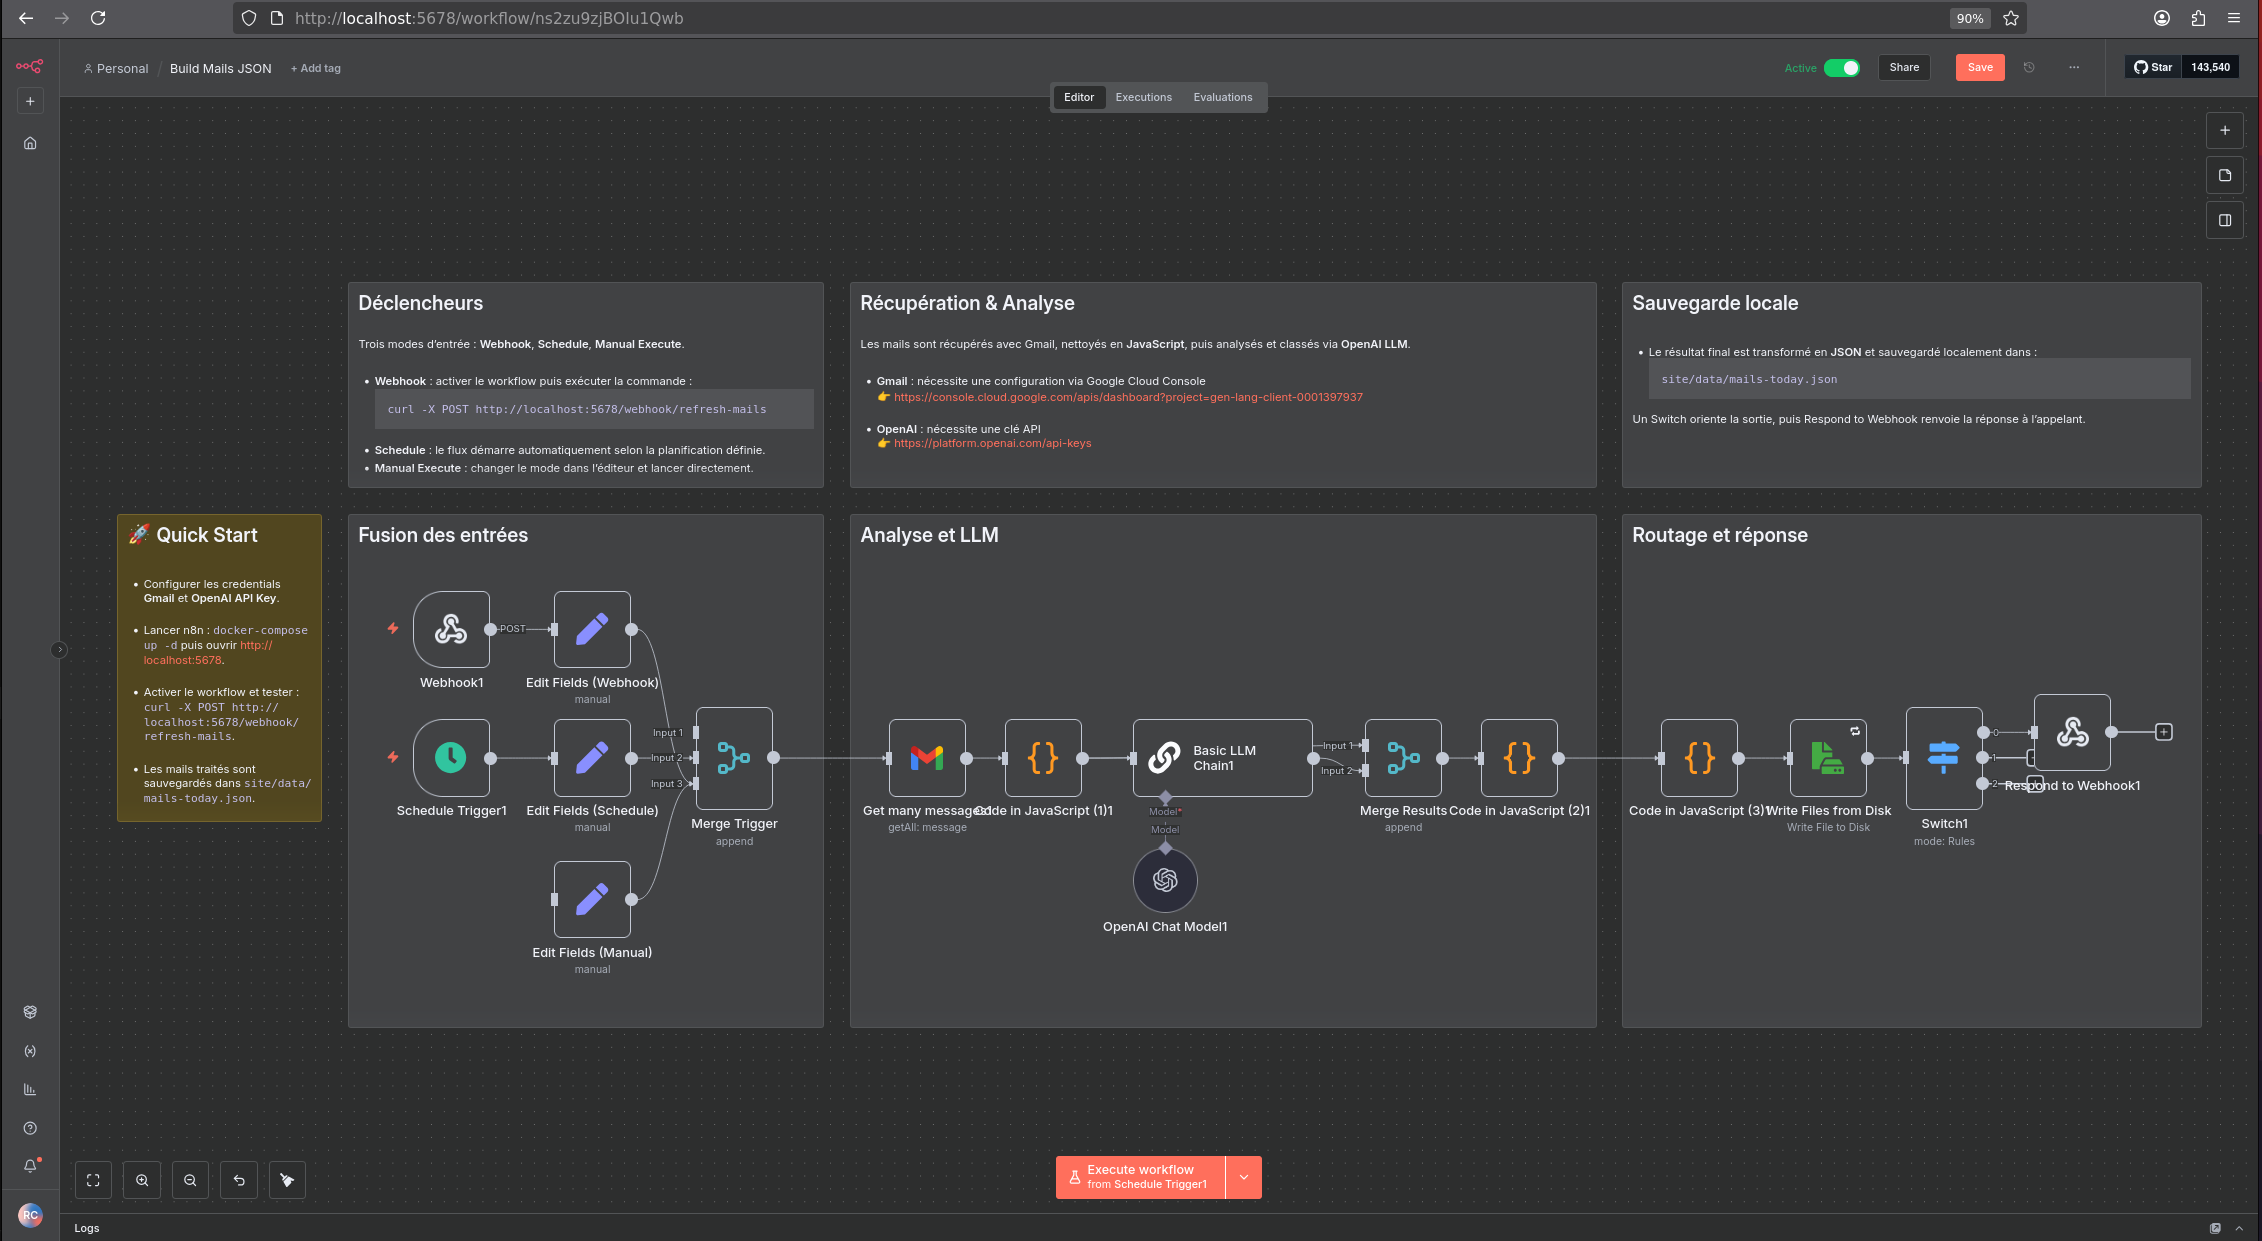 http://localhost:5678/workflow/ns2zu9zjBOIu1Qwb
90%
Personal / Build Mails JSON + Add tag
Active
Share
Save
Star 143,540
Editor Executions Evaluations
Déclencheurs
Trois modes d'entrée : Webhook, Schedule, Manual Execute.
• Webhook : activer le workflow puis exécuter la commande :
curl -X POST http://localhost:5678/webhook/refresh-mails
• Schedule : le flux démarre automatiquement selon la planification définie.
• Manual Execute : changer le mode dans l'éditeur et lancer directement.
Récupération & Analyse
Les mails sont récupérés avec Gmail, nettoyés en JavaScript, puis analysés et classés via OpenAI LLM.
• Gmail : nécessite une configuration via Google Cloud Console
👉 https://console.cloud.google.com/apis/dashboard?project=gen-lang-client-0001397937
• OpenAI : nécessite une clé API
👉 https://platform.openai.com/api-keys
Sauvegarde locale
• Le résultat final est transformé en JSON et sauvegardé localement dans :
site/data/mails-today.json
Un Switch oriente la sortie, puis Respond to Webhook renvoie la réponse à l'appelant.
🚀 Quick Start
• Configurer les credentials
Gmail et OpenAI API Key.
• Lancer n8n : docker-compose
up -d puis ouvrir http://
localhost:5678.
• Activer le workflow et tester :
curl -X POST http://
localhost:5678/webhook/
refresh-mails.
• Les mails traités sont
sauvegardés dans site/data/
mails-today.json.
Fusion des entrées
POST
Webhook1
Edit Fields (Webhook)
manual
Schedule Trigger1
Edit Fields (Schedule)
manual
Edit Fields (Manual)
manual
Input 1
Input 2
Input 3
Merge Trigger
append
Analyse et LLM
Get many messages1
getAll: message
Code in JavaScript (1)1
Basic LLM
Chain1
Model*
Model
OpenAI Chat Model1
Input 1
Input 2
Merge Results
append
Code in JavaScript (2)1
Routage et réponse
Code in JavaScript (3)1
Write Files from Disk
Write File to Disk
Switch1
mode: Rules
0
1
2
Respond to Webhook1
Execute workflow
from Schedule Trigger1
RC
Logs